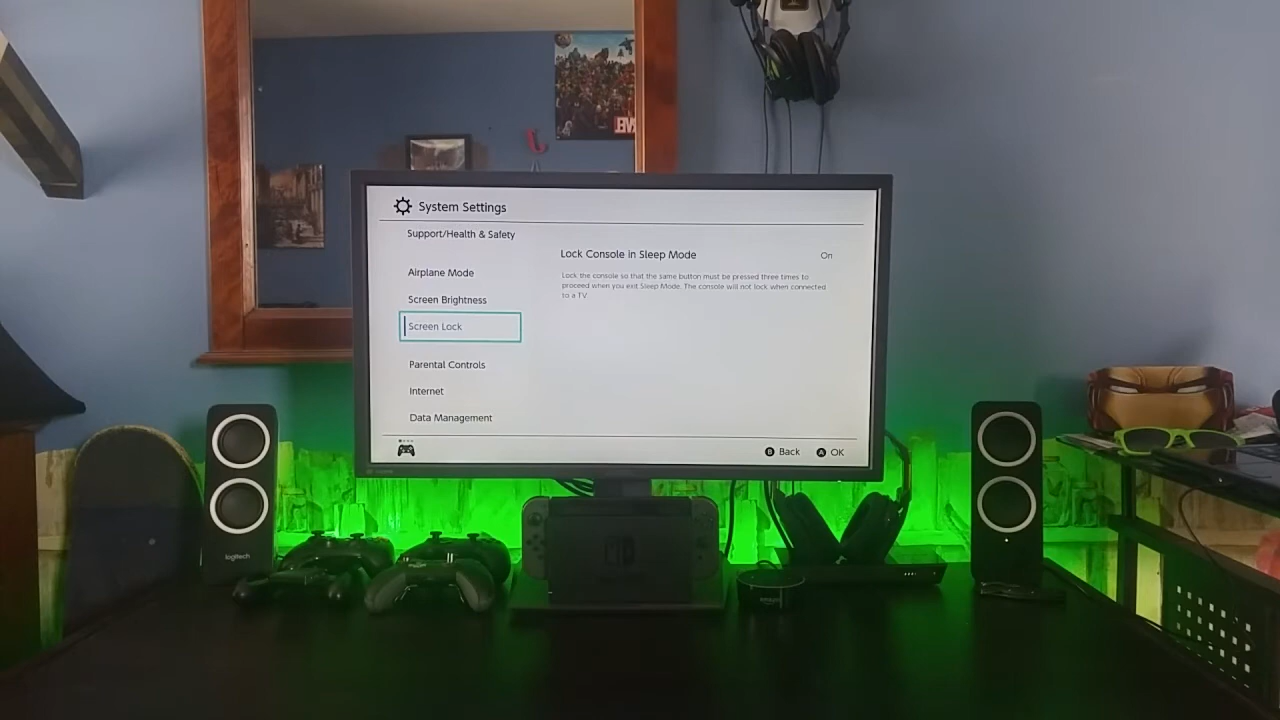 System Settings
Support/Health & Safety
Airplane Mode
Screen Brightness
Screen Lock
Parental Controls
Internet
Data Management
Lock Console in Sleep Mode
On
Lock the console so that the same button must be pressed three times to
proceed when you exit Sleep Mode. The console will not lock when connected
to a TV.
B Back
A OK
logitech
amazon